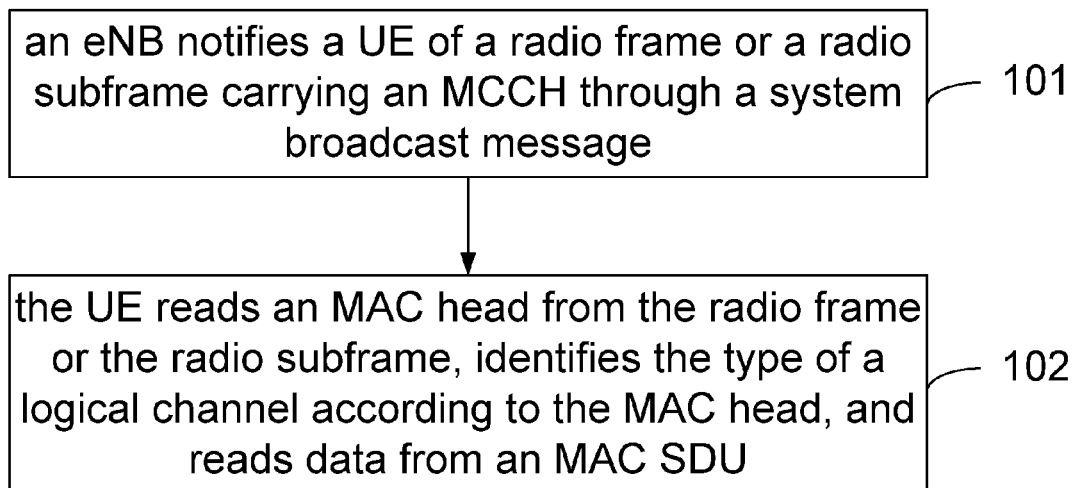 an eNB notifies a UE of a radio frame or a radio
subframe carrying an MCCH through a system
broadcast message
101
the UE reads an MAC head from the radio frame
or the radio subframe, identifies the type of a
logical channel according to the MAC head, and
reads data from an MAC SDU
102